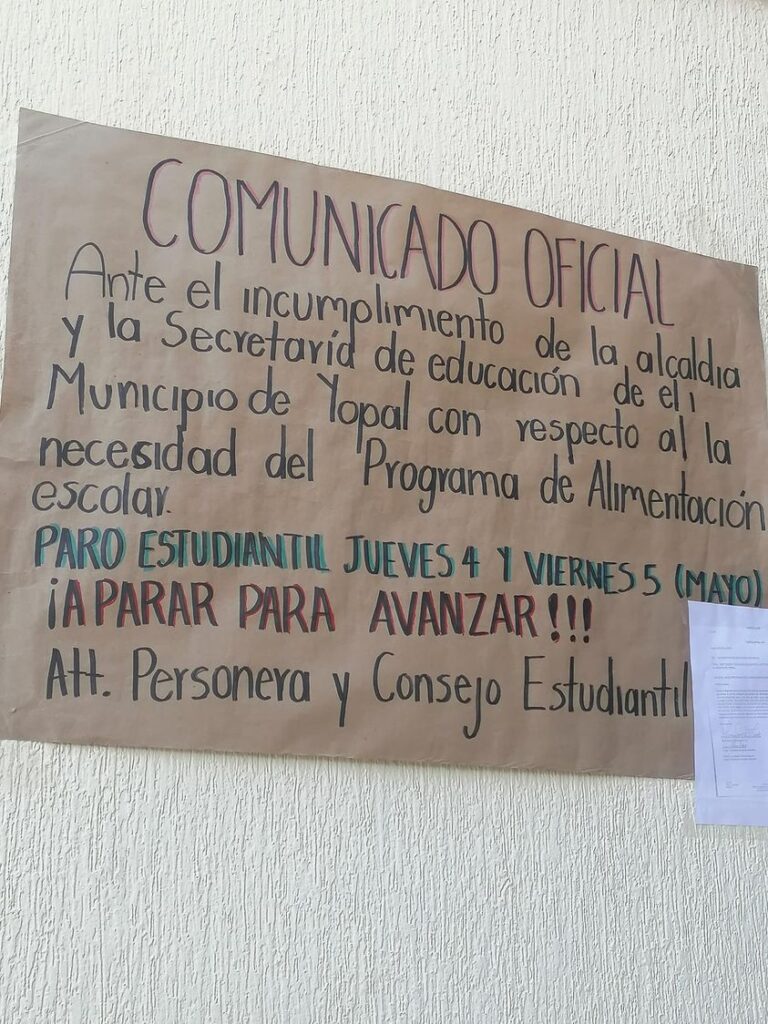 COMUNICADO OFICIAL
Ante el incumplimiento de la alcaldia
y la Secretaríd de educación de el
Municipio de Yopal con respecto al la
necesidad del Programa de Alimentación
escolar.
PARO ESTUDIANTIL JUEVES 4 Y VIERNES 5 (MAYO)
¡A PARAR PARA AVANZAR!!!
Att. Personera y Consejo Estudiantil